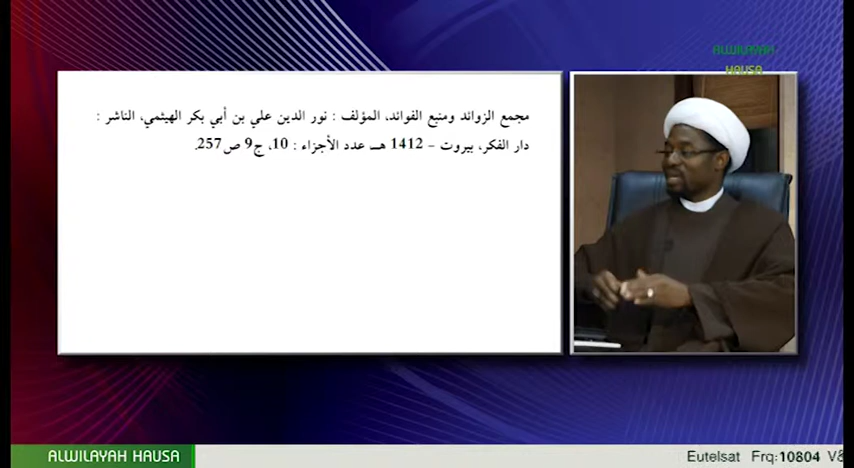 ALWILAYAH
HAUSA
مجمع الزوائد ومنبع الفوائد، المؤلف : نور الدين علي بن أبي بكر الهيثمي، الناشر :
دار الفكر، بيروت - 1412 هـ عدد الأجزاء : 10، ج9 ص257.
ALWILAYAH HAUSA
Eutelsat Frq:10804